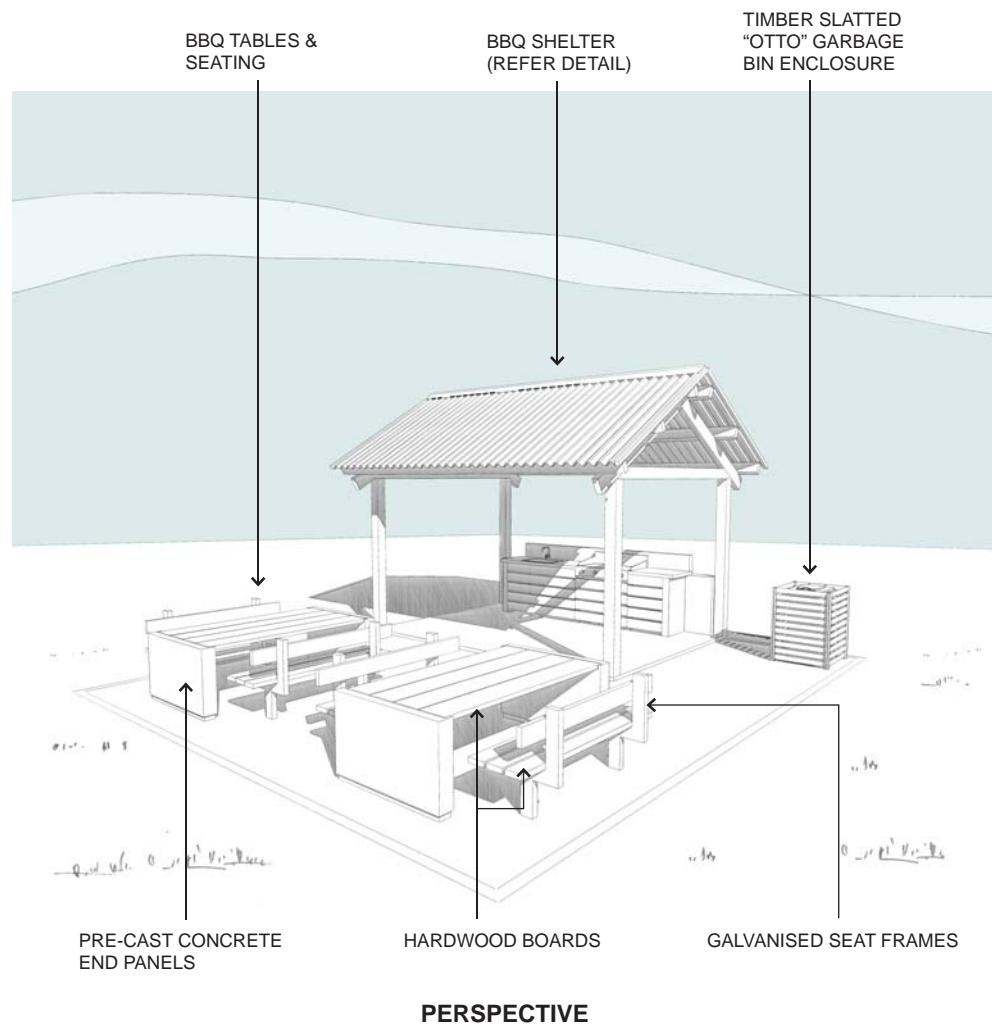 BBQ TABLES &
SEATING
BBQ SHELTER
(REFER DETAIL)
TIMBER SLATTED
“OTTO” GARBAGE
BIN ENCLOSURE
PRE-CAST CONCRETE
END PANELS
HARDWOOD BOARDS
GALVANISED SEAT FRAMES
PERSPECTIVE